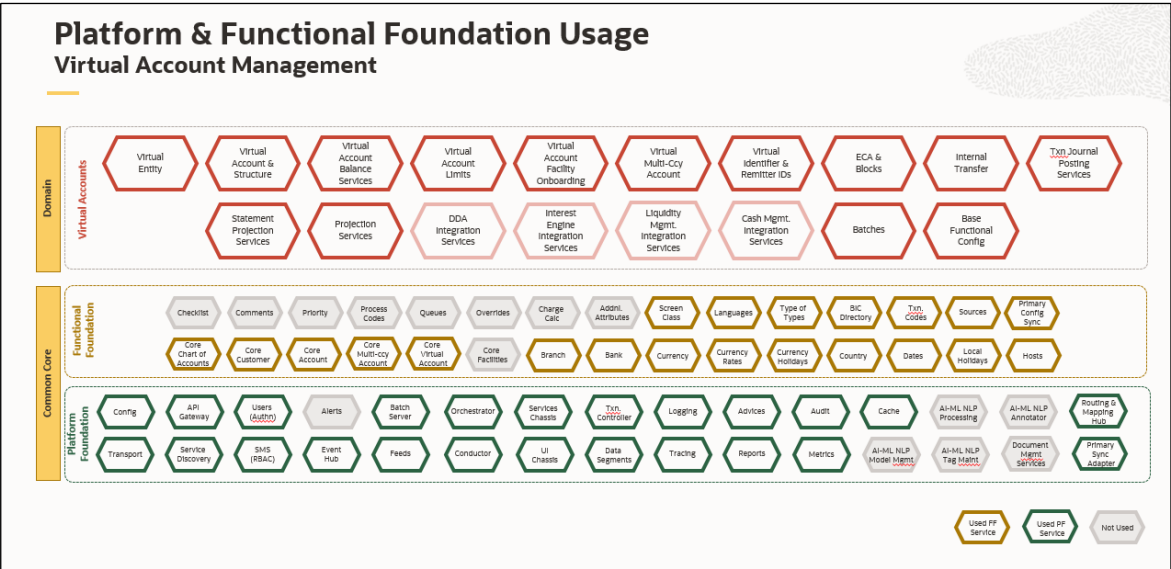 Platform & Functional Foundation Usage
Virtual Account Management
Domain
Virtual Accounts
Virtual
Entity
Virtual
Account &
Structure
Virtual
Account
Balance
Services
Virtual
Account
Limits
Virtual
Account
Facility
Onboarding
Virtual
Multi-Ccy
Account
Virtual
Identifier &
Remitter IDs
ECA &
Blocks
Internal
Transfer
Txn Journal
Posting
Services
Statement
Projection
Services
Projection
Services
DDA
Integration
Services
Interest
Engine
Integration
Services
Liquidity
Mgmt.
Integration
Services
Cash Mgmt.
Integration
Services
Batches
Base
Functional
Config
Common Core
Functional
Foundation
Checklist
Comments
Priority
Process
Codes
Queues
Overrides
Charge
Calc
Addnl.
Attributes
Screen
Class
Languages
Type of
Types
BIC
Directory
Txn.
Codes
Sources
Primary
Config
Sync
Core
Chart of
Accounts
Core
Customer
Core
Account
Core
Multi-ccy
Account
Core
Virtual
Account
Core
Facilities
Branch
Bank
Currency
Currency
Rates
Currency
Holidays
Country
Dates
Local
Holidays
Hosts
Platform
Foundation
Config
API
Gateway
Users
(Authn)
Alerts
Batch
Server
Orchestrator
Services
Chassis
Txn.
Controller
Logging
Advices
Audit
Cache
AI-ML NLP
Processing
AI-ML NLP
Annotator
Routing &
Mapping
Hub
Transport
Service
Discovery
SMS
(RBAC)
Event
Hub
Feeds
Conductor
UI
Chassis
Data
Segments
Tracing
Reports
Metrics
AI-ML NLP
Model Mgmt
AI-ML NLP
Tag Maint
Document
Mgmt
Services
Primary
Sync
Adapter
Used FF
Service
Used PF
Service
Not Used